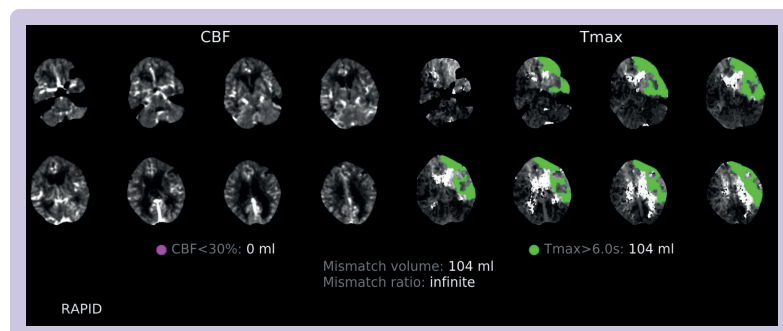 CBF
Tmax
CBF<30%: 0 ml
Tmax>6.0s: 104 ml
Mismatch volume: 104 ml
Mismatch ratio: infinite
RAPID